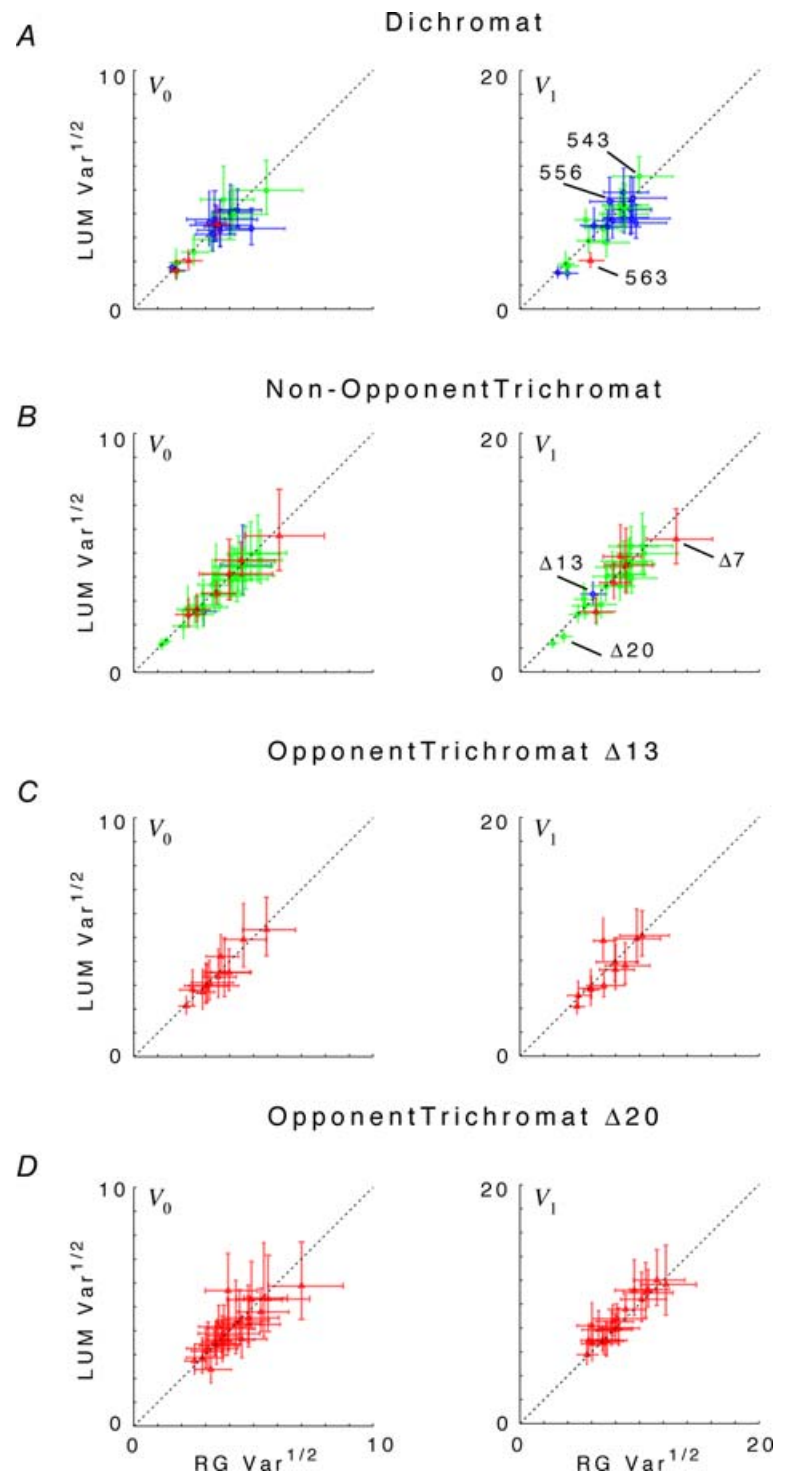 A
Dichromat
10
V0
LUM Var1/2
0
20
V1
543
556
563
0
Non-OpponentTrichromat
B
10
V0
LUM Var1/2
0
20
V1
Δ13
Δ7
Δ20
0
OpponentTrichromat Δ13
C
10
V0
LUM Var1/2
0
20
V1
0
OpponentTrichromat Δ20
D
10
V0
LUM Var1/2
0
0 10
RG Var1/2
20
V1
0
0 20
RG Var1/2